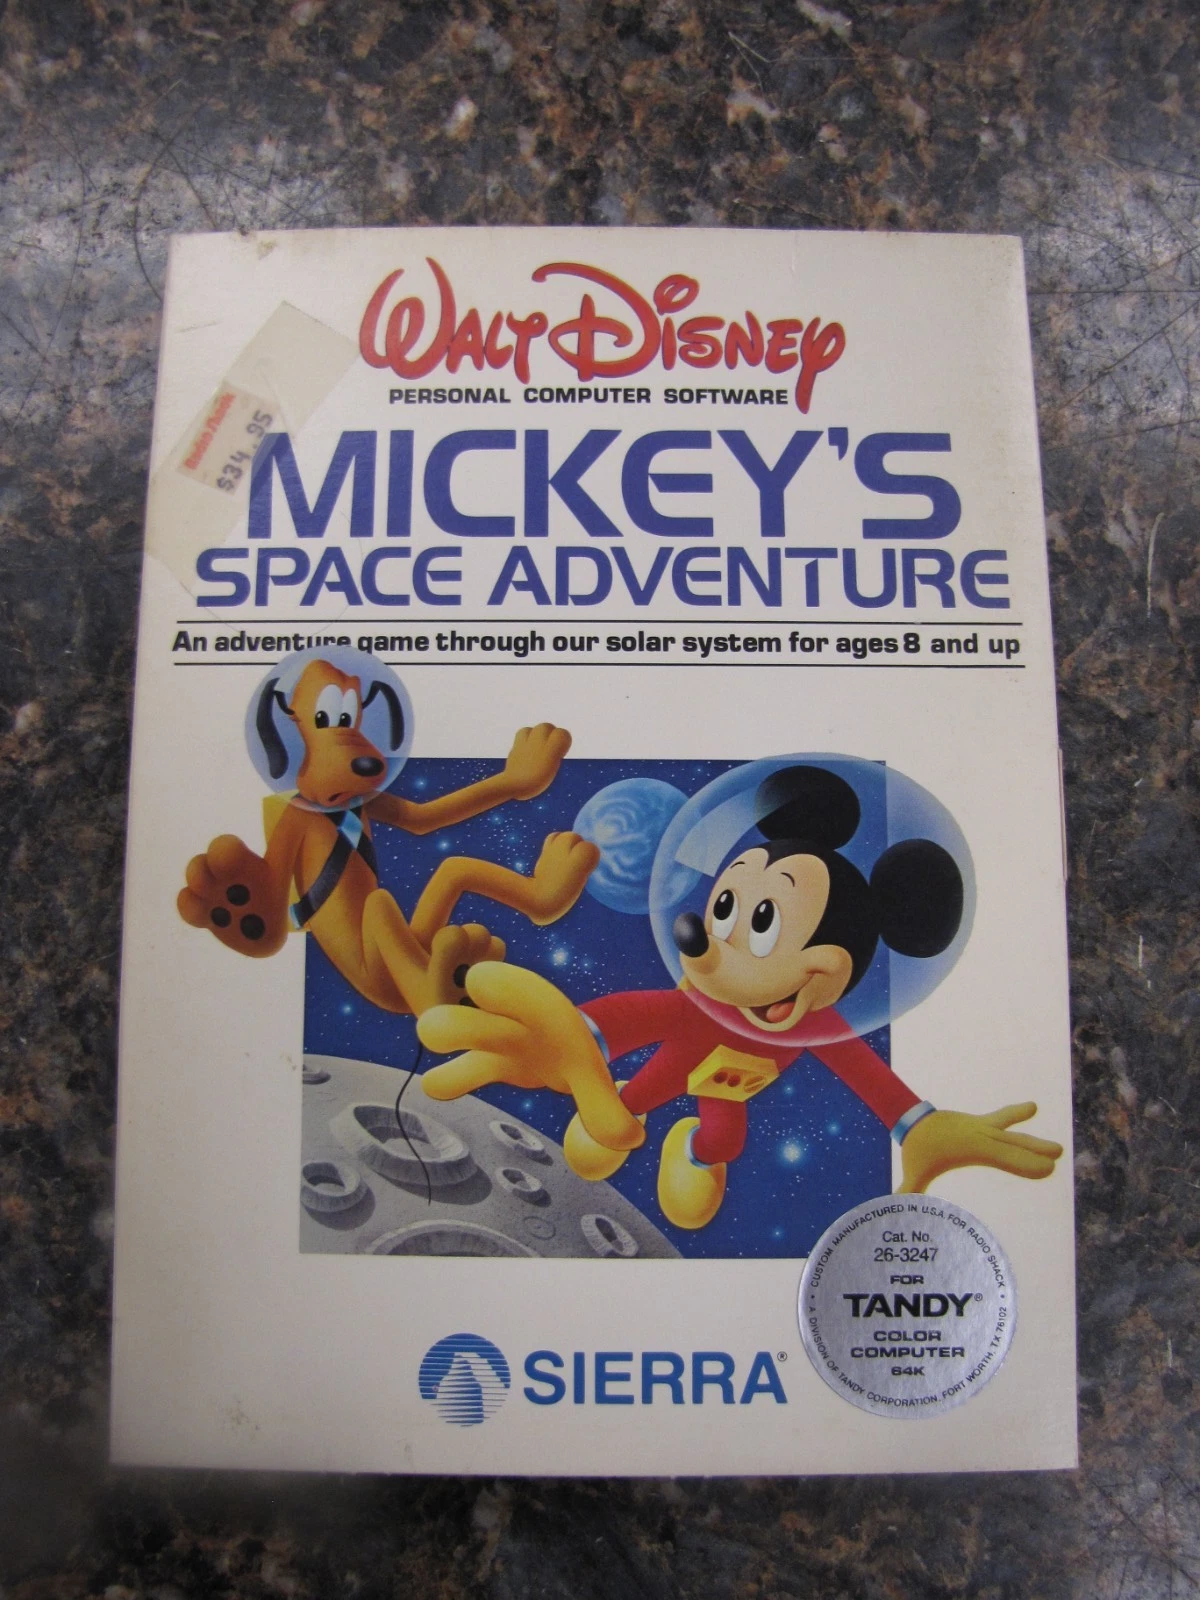 WALT DISNEY
PERSONAL COMPUTER SOFTWARE
Radio Shack
$34.95
MICKEY'S
SPACE ADVENTURE
An adventure game through our solar system for ages 8 and up
CUSTOM MANUFACTURED IN U.S.A. FOR RADIO SHACK •
A DIVISION OF TANDY CORPORATION, FORT WORTH, TX 76102
Cat. No.
26-3247
FOR
TANDY®
COLOR
COMPUTER
64K
SIERRA®